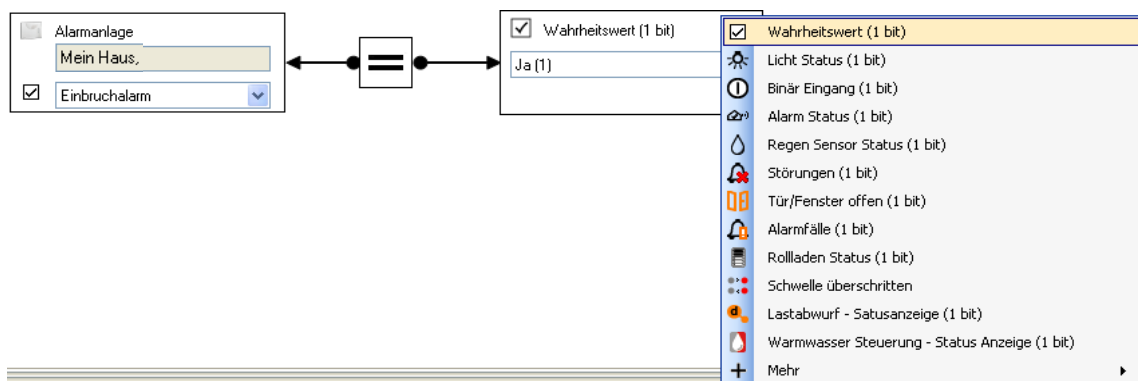 Alarmanlage
Mein Haus,
Einbruchalarm
Wahrheitswert (1 bit)
Ja (1)
Wahrheitswert (1 bit)
Licht Status (1 bit)
Binär Eingang (1 bit)
Alarm Status (1 bit)
Regen Sensor Status (1 bit)
Störungen (1 bit)
Tür/Fenster offen (1 bit)
Alarmfälle (1 bit)
Rollladen Status (1 bit)
Schwelle überschritten
Lastabwurf - Satusanzeige (1 bit)
Warmwasser Steuerung - Status Anzeige (1 bit)
Mehr